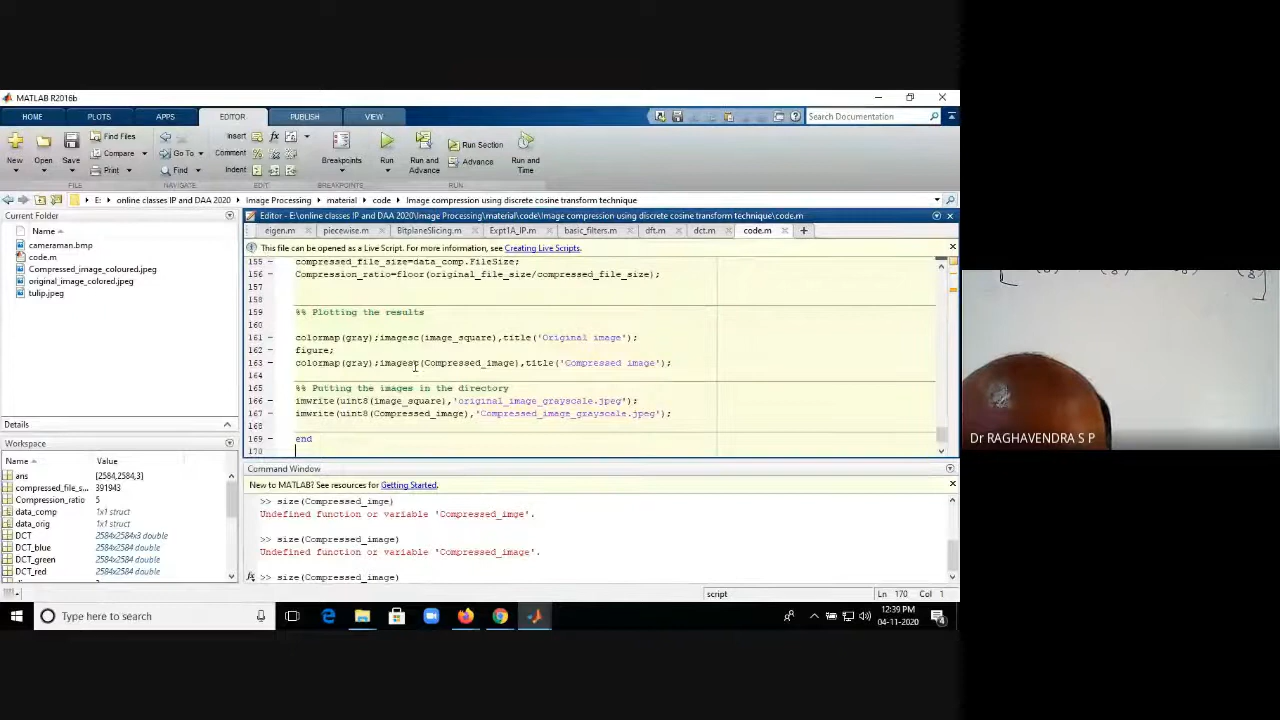 MATLAB R2016b
HOME PLOTS APPS EDITOR PUBLISH VIEW
Search Documentation
New Open Save
Find Files
Compare
Print
Go To
Find
Insert
Comment
Indent
Breakpoints
Run
Run and Advance
Run Section
Advance
Run and Time
FILE NAVIGATE EDIT BREAKPOINTS RUN
E: online classes IP and DAA 2020 Image Processing material code Image compression using discrete cosine transform technique
Current Folder
Name
cameraman.bmp
code.m
Compressed_image_coloured.jpeg
original_image_colored.jpeg
tulip.jpeg
Details
Workspace
Name Value
ans [2584,2584,3]
compressed_file_s... 391943
Compression_ratio 5
data_comp 1x1 struct
data_orig 1x1 struct
DCT 2584x2584x3 double
DCT_blue 2584x2584 double
DCT_green 2584x2584 double
DCT_red 2584x2584 double
Editor - E:\online classes IP and DAA 2020\Image Processing\material\code\Image compression using discrete cosine transform technique\code.m
eigen.m piecewise.m BitplaneSlicing.m Expt1A_IP.m basic_filters.m dft.m dct.m code.m
This file can be opened as a Live Script. For more information, see Creating Live Scripts.
155 compressed_file_size=data_comp.FileSize;
156 Compression_ratio=floor(original_file_size/compressed_file_size);
157
158
159 %% Plotting the results
160
161 colormap(gray);imagesc(image_square),title('Original image');
162 figure;
163 colormap(gray);imagesc(Compressed_image),title('Compressed image');
164
165 %% Putting the images in the directory
166 imwrite(uint8(image_square),'original_image_grayscale.jpeg');
167 imwrite(uint8(Compressed_image),'Compressed_image_grayscale.jpeg');
168
169 end
170
Command Window
New to MATLAB? See resources for Getting Started.
>> size(Compressed_imge)
Undefined function or variable 'Compressed_imge'.
>> size(Compressed_image)
Undefined function or variable 'Compressed_image'.
fx >> size(Compressed_image)
script Ln 170 Col 1
Type here to search
12:39 PM
04-11-2020
4
Dr RAGHAVENDRA S P